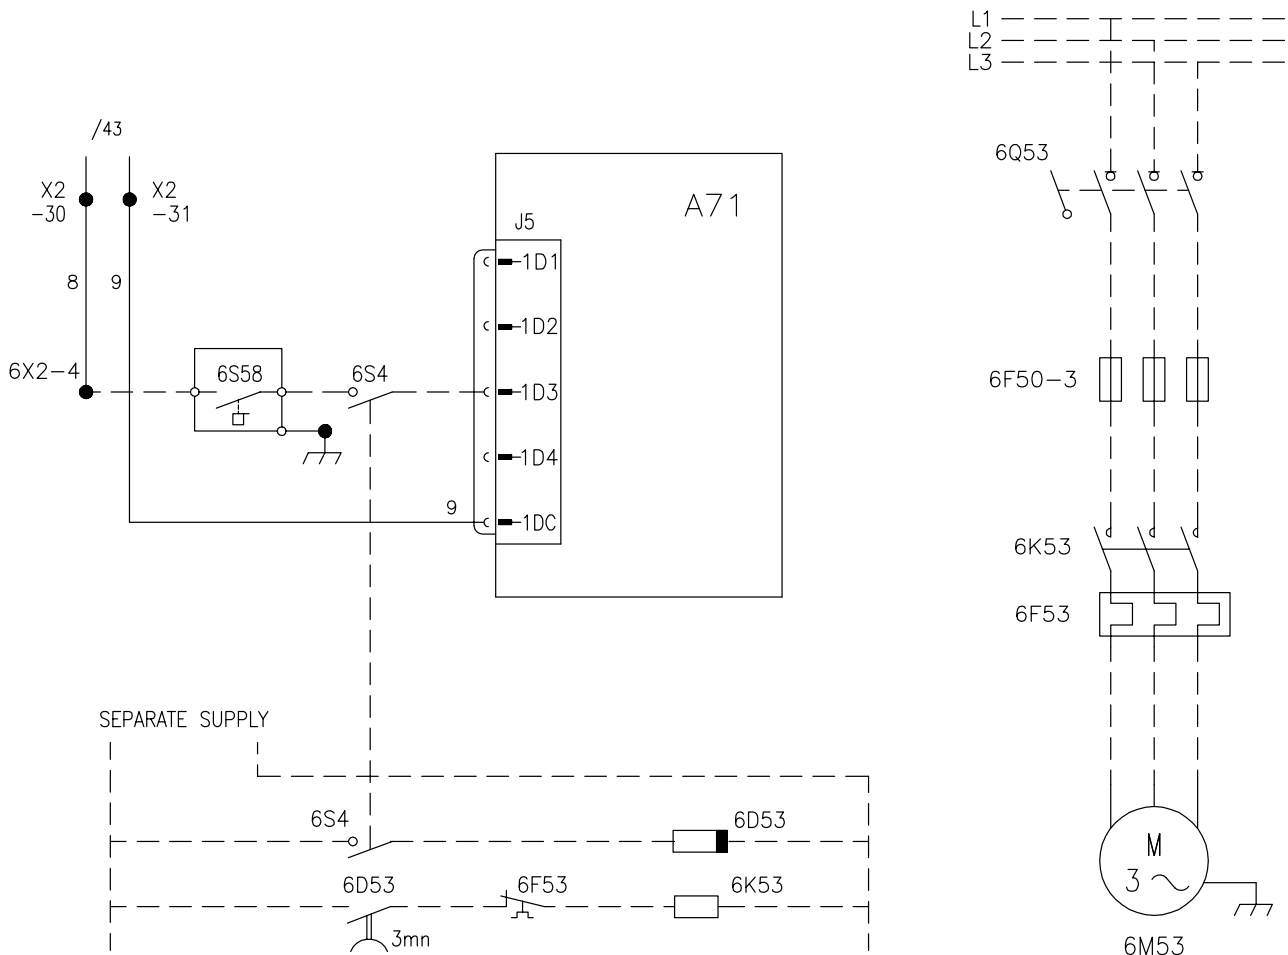 L1
L2
L3
/43
6Q53
X2
-30
X2
-31
A71
J5
1D1
8
9
1D2
6X2-4
6S58
6S4
1D3
6F50-3
1D4
9
1DC
6K53
6F53
SEPARATE SUPPLY
6S4
6D53
6D53
6F53
6K53
3mn
M
3
6M53